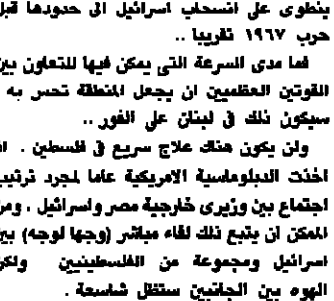 ينطوى على انسحاب اسرائيل الى حدودها قبل
حرب ١٩٦٧ تقريبا ..
فما مدى السرعة التى يمكن فيها للتعاون بين
القوتين العظميين ان يجعل المنطقة تحس به
سيكون ذلك فى لبنان على الفور ..
ولن يكون هناك علاج سريع فى فلسطين .
اخذت الدبلوماسية الامريكية عاما لمجرد ترتيب
اجتماع بين وزيرى خارجية مصر واسرائيل . ومن
الممكن ان يتبع ذلك لقاء مباشر (وجها لوجه) بين
اسرائيل ومجموعة من الفلسطينيين ولكن
الهوه بين الجانبين ستظل شاسعة .